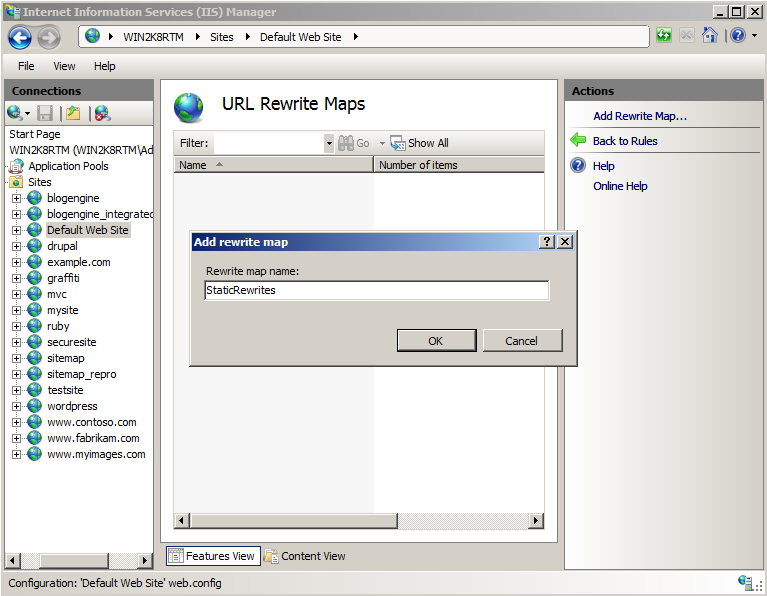 Internet Information Services (IIS) Manager
WIN2K8RTM Sites Default Web Site
File View Help
Connections
Start Page
WIN2K8RTM (WIN2K8RTM\Ad
Application Pools
Sites
blogengine
blogengine_integrated
Default Web Site
drupal
example.com
graffiti
mvc
mysite
ruby
securesite
sitemap
sitemap_repro
testsite
wordpress
www.contoso.com
www.fabrikam.com
www.myimages.com
URL Rewrite Maps
Filter: Go Show All
Name Number of items
Add rewrite map
Rewrite map name:
StaticRewrites
OK Cancel
Features View Content View
Actions
Add Rewrite Map...
Back to Rules
Help
Online Help
Configuration: 'Default Web Site' web.config